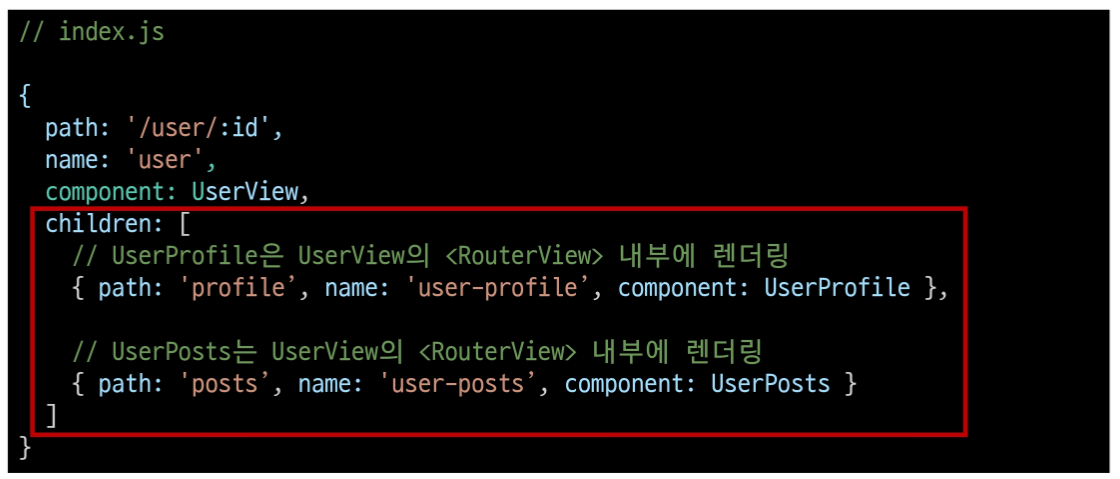 // index.js
{
path: '/user/:id',
name: 'user',
component: UserView,
children: [
// UserProfile은 UserView의 <RouterView> 내부에 렌더링
{ path: 'profile’, name: 'user-profile’, component: UserProfile },
// UserPosts는 UserView의 <RouterView> 내부에 렌더링
{ path: 'posts’, name: 'user-posts’, component: UserPosts }
]
}